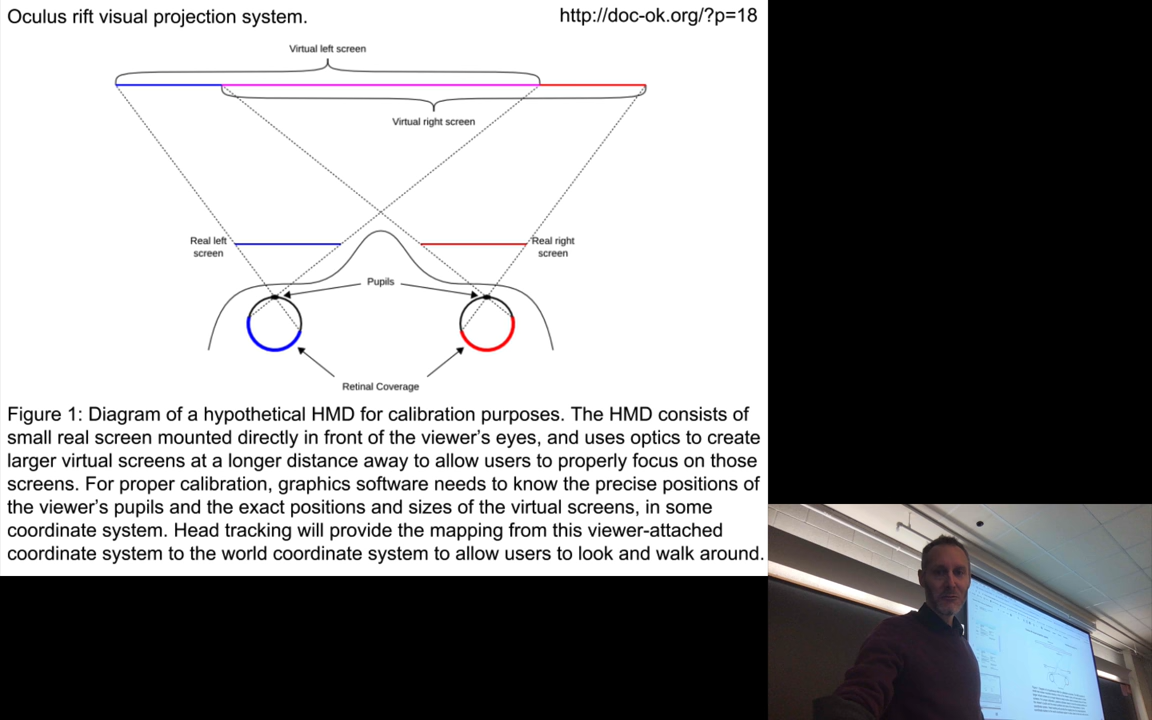 Oculus rift visual projection system.
http://doc-ok.org/?p=18
Virtual left screen
Virtual right screen
Real left
screen
Real right
screen
Pupils
Retinal Coverage
Figure 1: Diagram of a hypothetical HMD for calibration purposes. The HMD consists of
small real screen mounted directly in front of the viewer's eyes, and uses optics to create
larger virtual screens at a longer distance away to allow users to properly focus on those
screens. For proper calibration, graphics software needs to know the precise positions of
the viewer's pupils and the exact positions and sizes of the virtual screens, in some
coordinate system. Head tracking will provide the mapping from this viewer-attached
coordinate system to the world coordinate system to allow users to look and walk around.